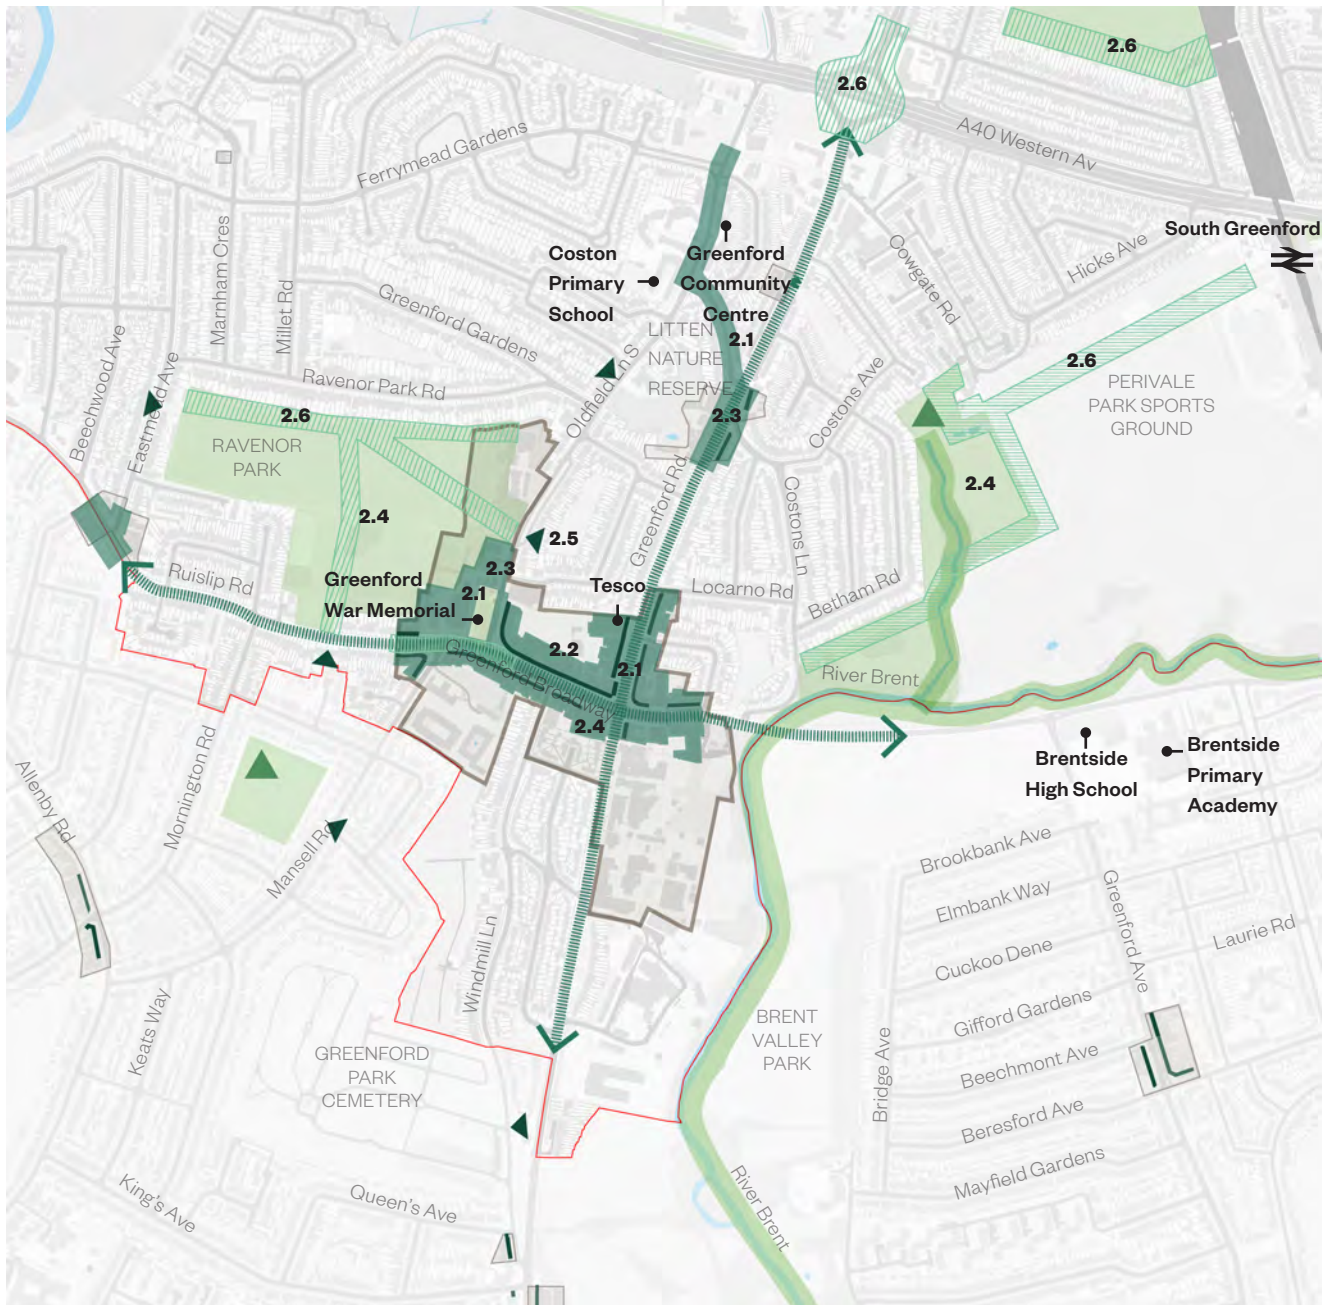 2.6
2.6
A40 Western Av
Ferrymead Gardens
South Greenford
Marnham Cres
Coston
Primary
School
Greenford
Community
Centre
Cowgate Rd
Hicks Ave
Millet Rd
Greenford Gardens
Beechwood Ave
Eastmead Ave
LITTEN
NATURE
RESERVE
2.1
Oldfield Ln S
Ravenor Park Rd
2.6
RAVENOR
PARK
2.3
Costons Ave
2.6
PERIVALE
PARK SPORTS
GROUND
2.4
2.4
Greenford Rd
Costons Ln
2.5
2.3
Ruislip Rd
Greenford
War Memorial
2.1
Tesco
Locarno Rd
Betham Rd
2.2
2.1
Greenford Broadway
2.4
River Brent
Brentside
High School
Brentside
Primary
Academy
Allenby Rd
Mornington Rd
Mansell Rd
Brookbank Ave
Elmbank Way
Cuckoo Dene
Gifford Gardens
Beechmont Ave
Beresford Ave
Mayfield Gardens
Greenford Ave
Laurie Rd
Windmill Ln
Keats Way
GREENFORD
PARK
CEMETERY
BRENT
VALLEY
PARK
Bridge Ave
King's Ave
Queen's Ave
River Brent